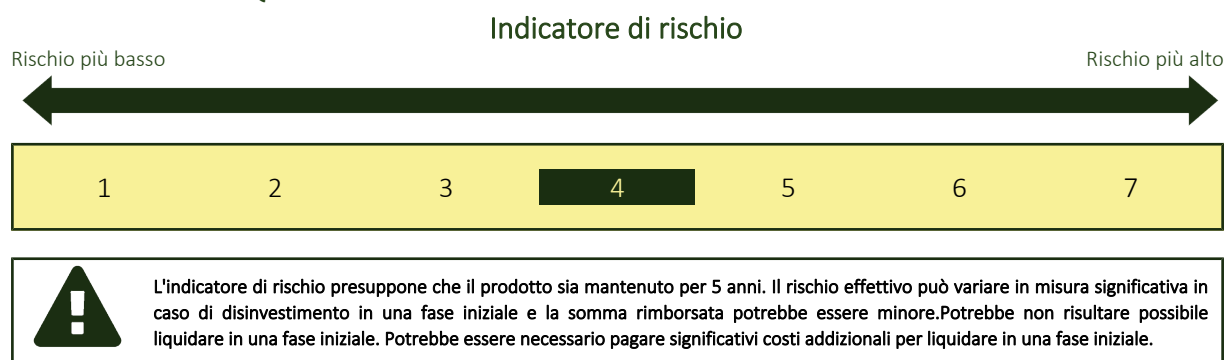 Indicatore di rischio
Rischio più basso
Rischio più alto
1 2 3 4 5 6 7
L'indicatore di rischio presuppone che il prodotto sia mantenuto per 5 anni. Il rischio effettivo può variare in misura significativa in
caso di disinvestimento in una fase iniziale e la somma rimborsata potrebbe essere minore.Potrebbe non risultare possibile
liquidare in una fase iniziale. Potrebbe essere necessario pagare significativi costi addizionali per liquidare in una fase iniziale.